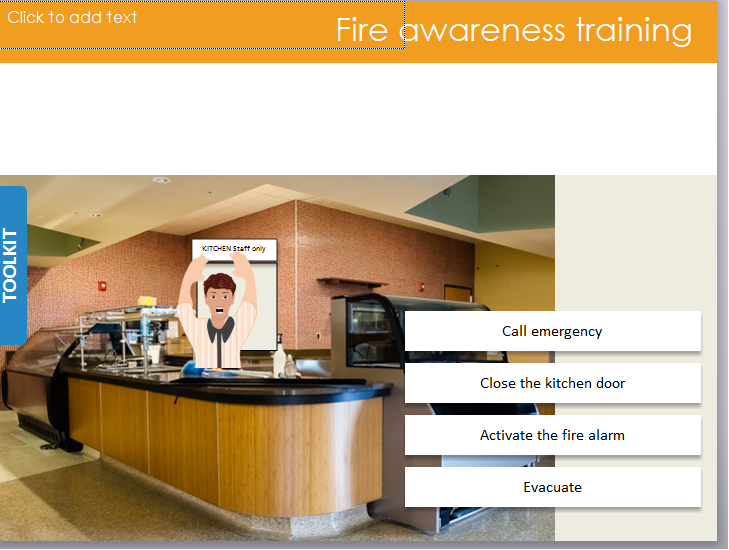 Click to add text
Fire awareness training
TOOLKIT
KITCHEN Staff only
Call emergency
Close the kitchen door
Activate the fire alarm
Evacuate